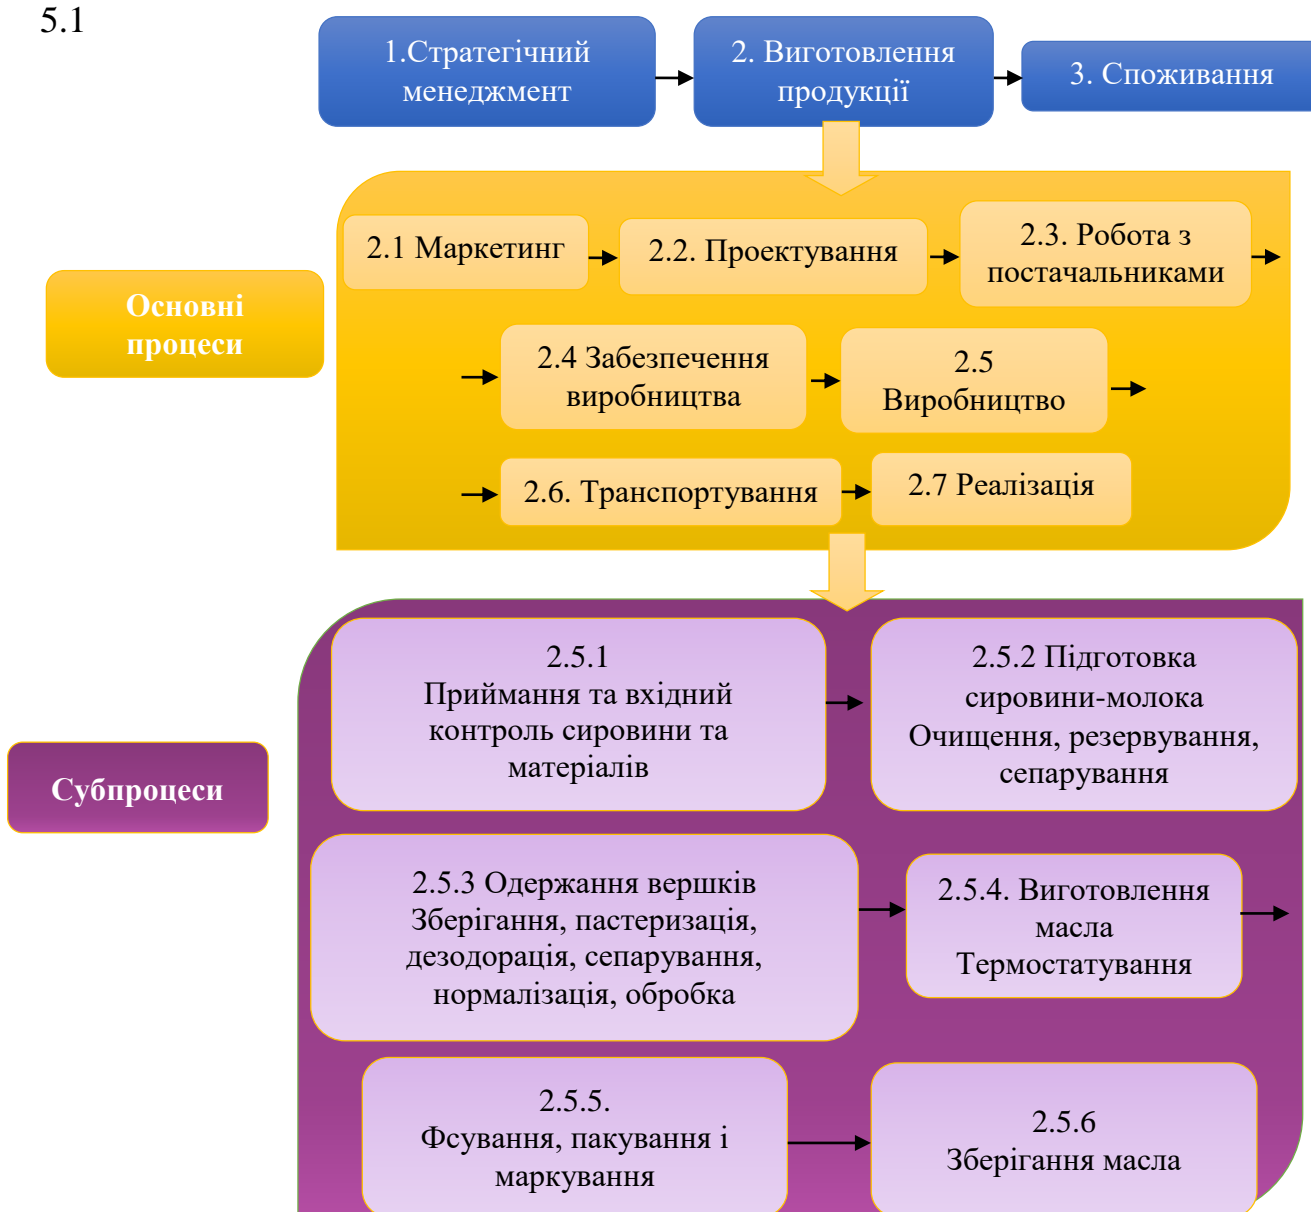 5.1
1.Стратегічний
менеджмент
2. Виготовлення
продукції
3. Споживання
2.1 Маркетинг
2.2. Проектування
2.3. Робота з
постачальниками
Основні
процеси
2.4 Забезпечення
виробництва
2.5
Виробництво
2.6. Транспортування
2.7 Реалізація
2.5.1
Приймання та вхідний
контроль сировини та
матеріалів
2.5.2 Підготовка
сировини-молока
Очищення, резервування,
сепарування
Субпроцеси
2.5.3 Одержання вершків
Зберігання, пастеризація,
дезодорація, сепарування,
нормалізація, обробка
2.5.4. Виготовлення
масла
Термостатування
2.5.5.
Фсування, пакування і
маркування
2.5.6
Зберігання масла